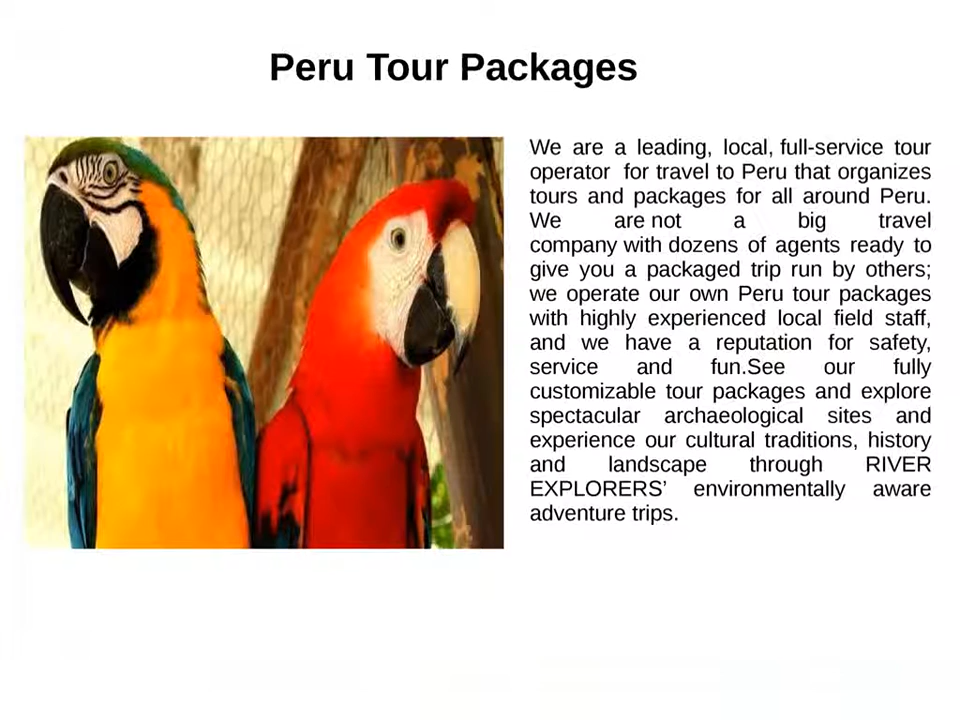 Peru Tour Packages
We are a leading, local, full-service tour
operator for travel to Peru that organizes
tours and packages for all around Peru.
We are not a big travel
company with dozens of agents ready to
give you a packaged trip run by others;
we operate our own Peru tour packages
with highly experienced local field staff,
and we have a reputation for safety,
service and fun.See our fully
customizable tour packages and explore
spectacular archaeological sites and
experience our cultural traditions, history
and landscape through RIVER
EXPLORERS’ environmentally aware
adventure trips.